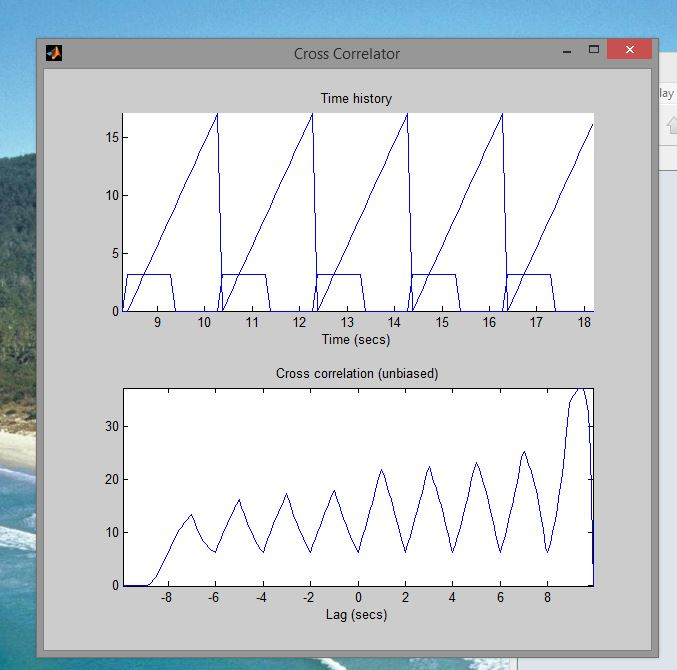 Cross Correlator
lay
Time history
15
10
5
0
9 10 11 12 13 14 15 16 17 18
Time (secs)
Cross correlation (unbiased)
30
20
10
0
-8 -6 -4 -2 0 2 4 6 8
Lag (secs)